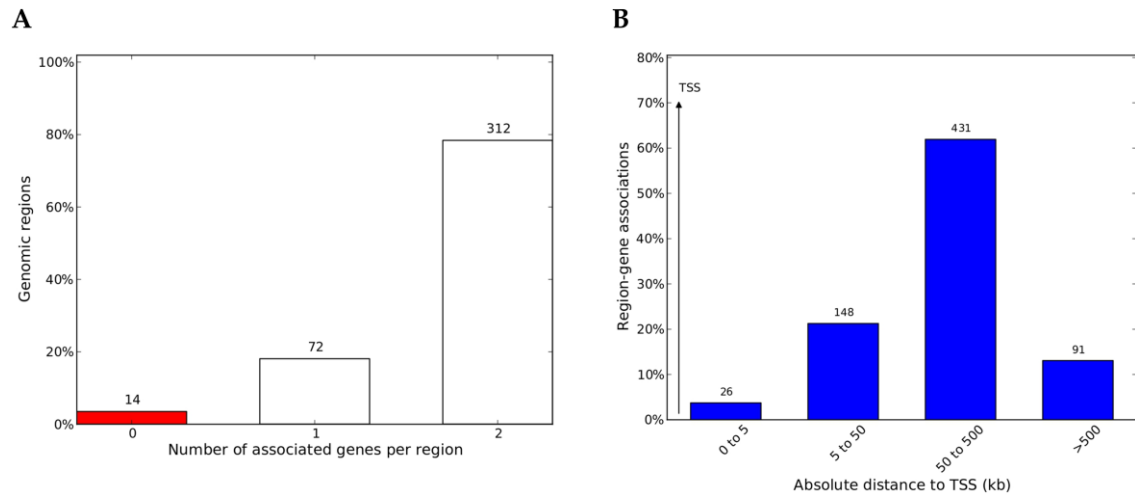 A
100%
80%
60%
40%
20%
0%
Genomic regions
14
72
312
0
1
2
Number of associated genes per region
B
80%
70%
60%
50%
40%
30%
20%
10%
0%
Region-gene associations
TSS
26
148
431
91
0 to 5
5 to 50
50 to 500
>500
Absolute distance to TSS (kb)